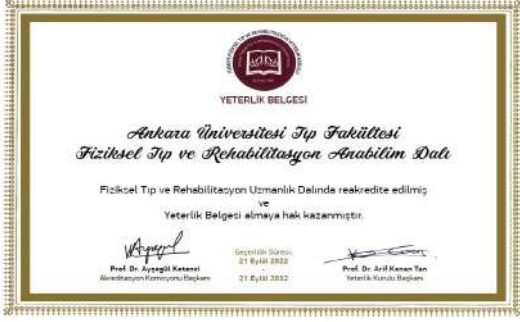 YETERLİK BELGESİ
Ankara Üniversitesi Tıp Fakültesi
Fiziksel Tıp ve Rehabilitasyon Anabilim Dalı
Fiziksel Tıp ve Rehabilitasyon Uzmanlık Dalında reakredite edilmiş
ve
Yeterlik Belgesi almaya hak kazanmıştır.
Geçerlilik Süresi:
21 Eylül 2022
-
21 Eylül 2032
Prof. Dr. Ayşegül Ketenci
Akreditasyon Komisyonu Başkanı
Prof. Dr. Arif Kenan Tan
Yeterlik Kurulu Başkanı